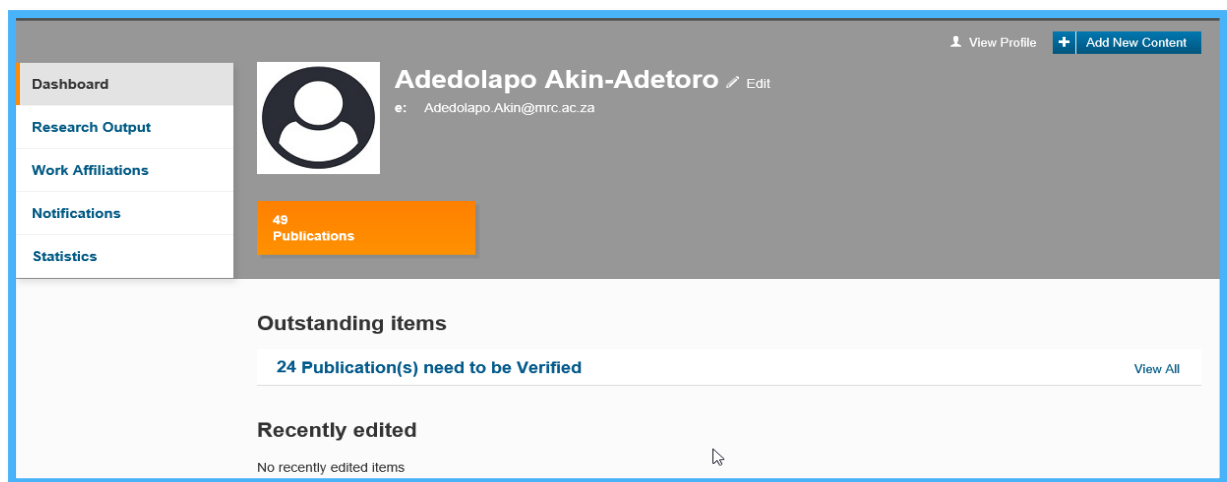 View Profile
+ Add New Content
Dashboard
Research Output
Work Affiliations
Notifications
Statistics
Adedolapo Akin-Adetoro Edit
e: Adedolapo.Akin@mrc.ac.za
49
Publications
Outstanding items
24 Publication(s) need to be Verified View All
Recently edited
No recently edited items